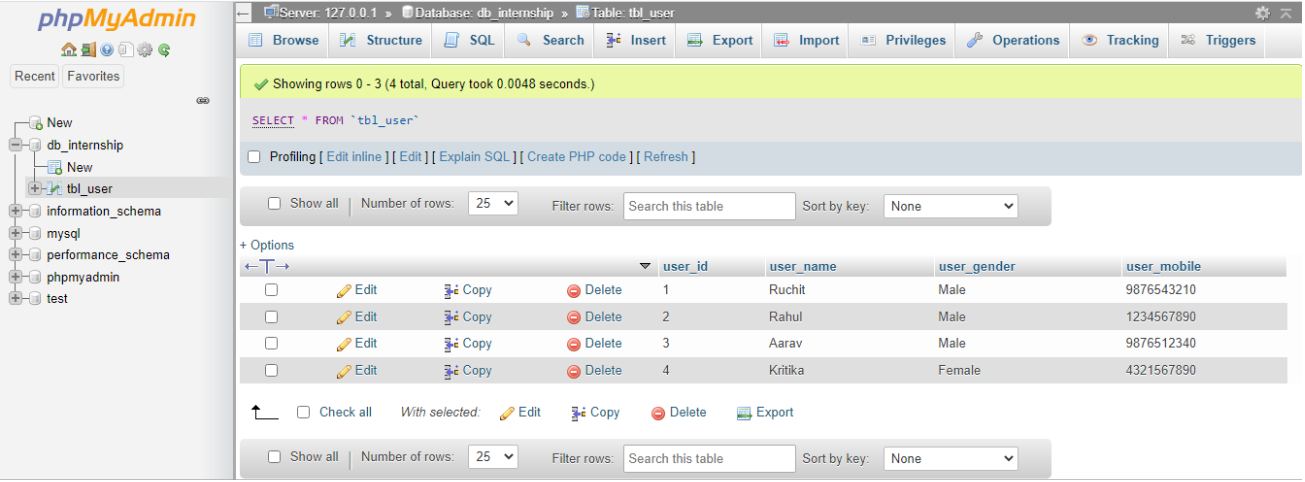 phpMyAdmin
Recent Favorites
New
db_internship
New
tbl_user
information_schema
mysql
performance_schema
phpmyadmin
test
Server: 127.0.0.1 » Database: db_internship » Table: tbl_user
Browse Structure SQL Search Insert Export Import Privileges Operations Tracking Triggers
Showing rows 0 - 3 (4 total, Query took 0.0048 seconds.)
SELECT * FROM `tbl_user`
Profiling [ Edit inline ] [ Edit ] [ Explain SQL ] [ Create PHP code ] [ Refresh ]
Show all | Number of rows: 25 Filter rows: Search this table Sort by key: None
+ Options
←T→ user_id user_name user_gender user_mobile
Edit Copy Delete 1 Ruchit Male 9876543210
Edit Copy Delete 2 Rahul Male 1234567890
Edit Copy Delete 3 Aarav Male 9876512340
Edit Copy Delete 4 Kritika Female 4321567890
Check all With selected: Edit Copy Delete Export
Show all | Number of rows: 25 Filter rows: Search this table Sort by key: None